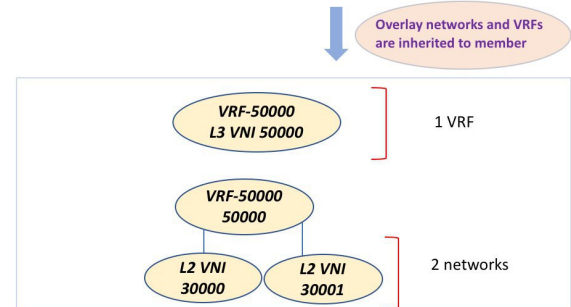 Overlay networks and VRFs
are inherited to member
VRF-50000
L3 VNI 50000
1 VRF
VRF-50000
50000
L2 VNI
30000
L2 VNI
30001
2 networks